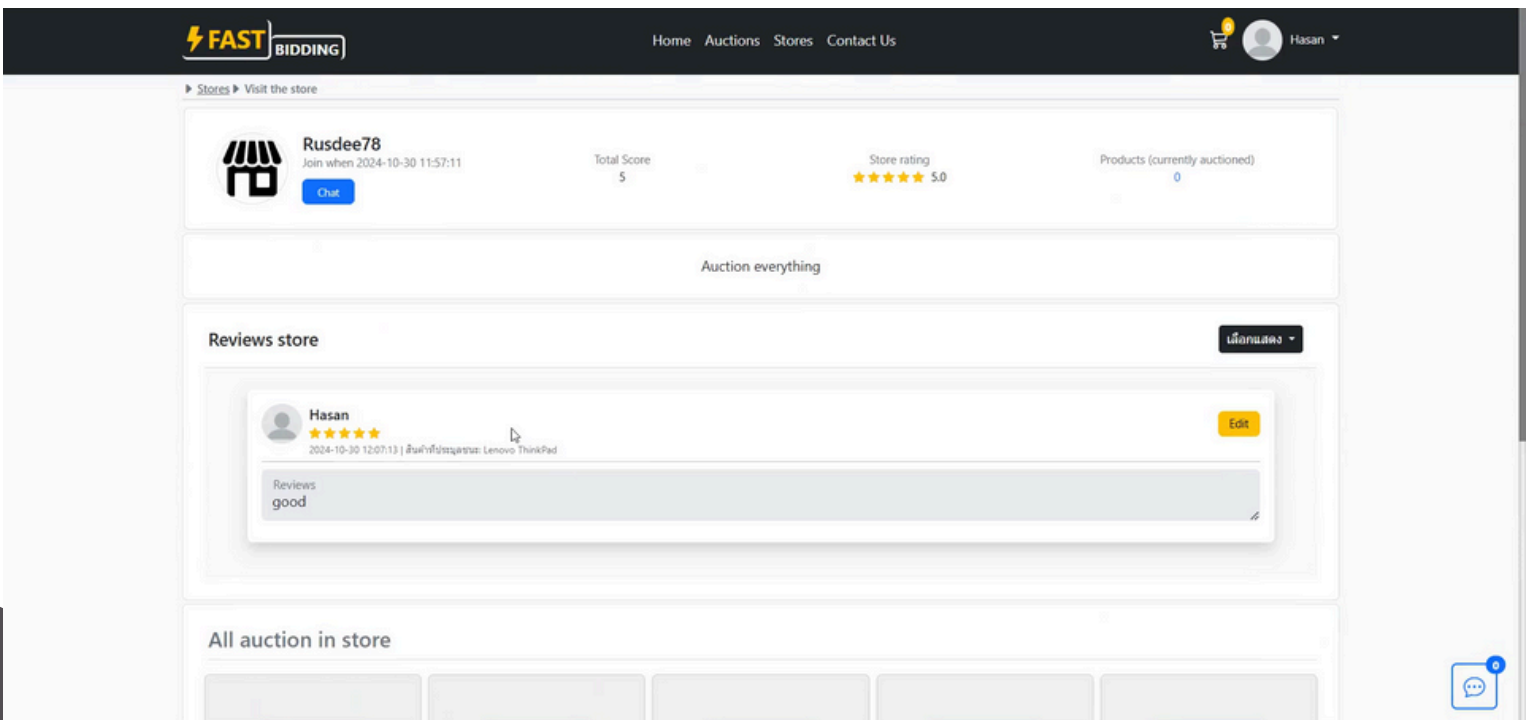 FAST BIDDING
Home Auctions Stores Contact Us
0
Hasan
Stores Visit the store
Rusdee78
Join when 2024-10-30 11:57:11
Chat
Total Score
5
Store rating
5.0
Products (currently auctioned)
0
Auction everything
Reviews store
เลือกแสดง
Hasan
Edit
2024-10-30 12:07:13 | สินค้าที่ประมูลชนะ: Lenovo ThinkPad
Reviews
good
All auction in store
0